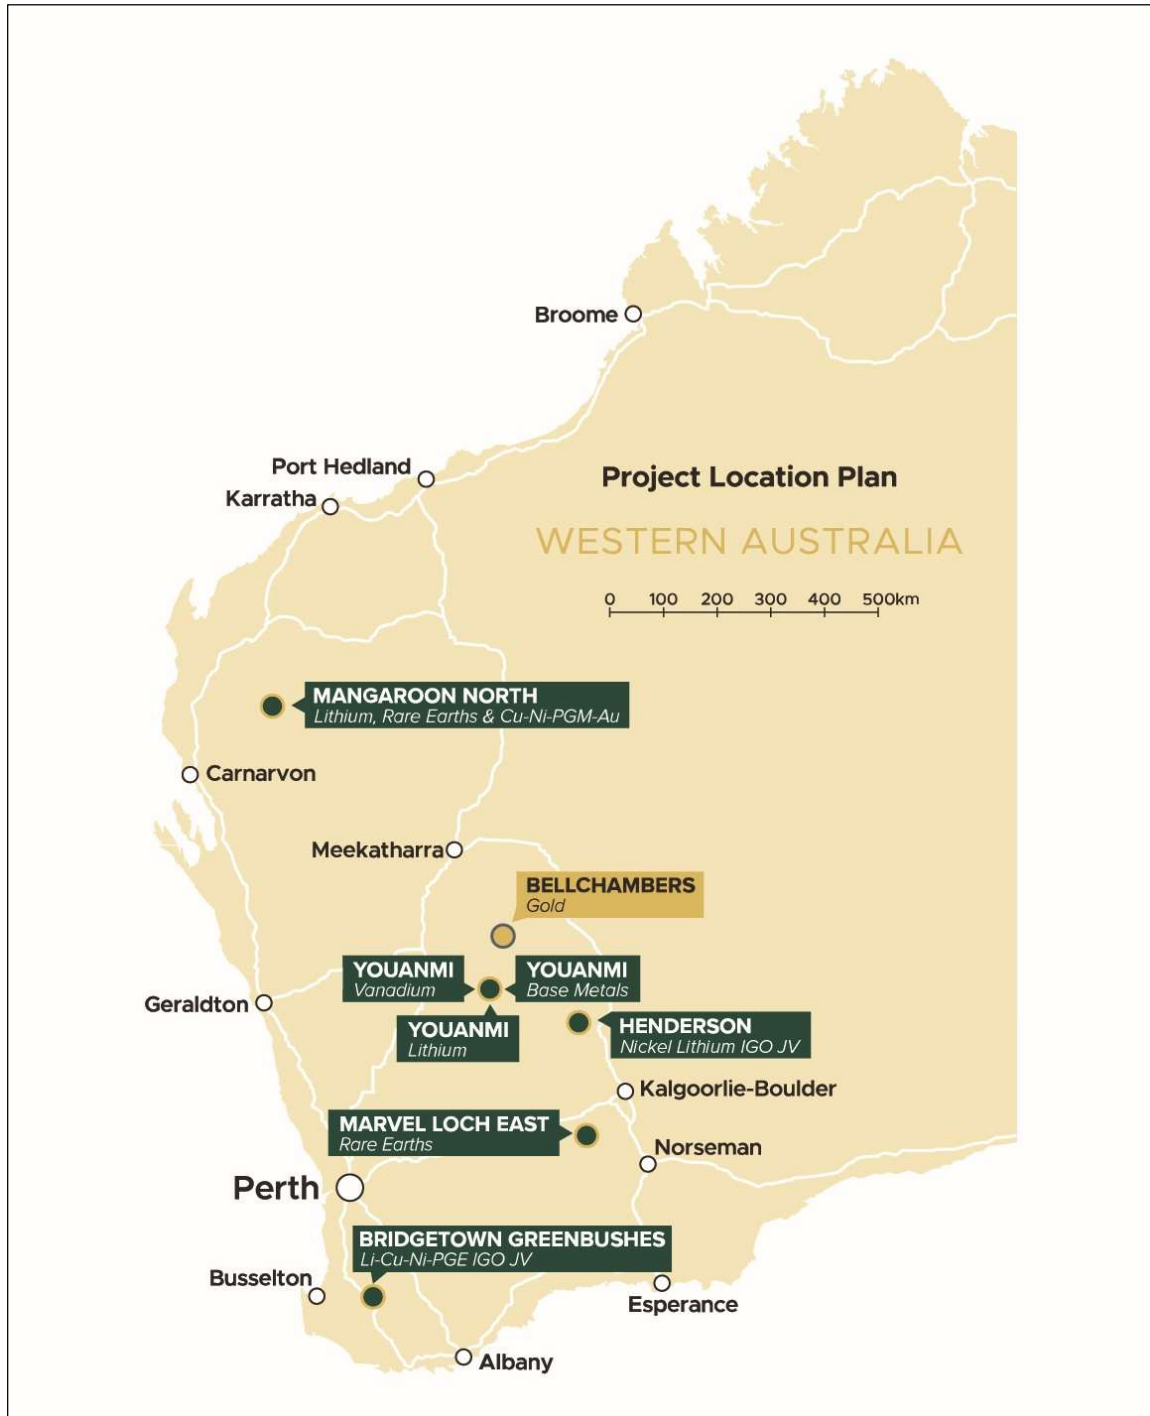 Broome
Port Hedland
Karratha
Project Location Plan
WESTERN AUSTRALIA
0 100 200 300 400 500km
MANGAROON NORTH
Lithium, Rare Earths & Cu-Ni-PGM-Au
Carnarvon
Meekatharra
BELLCHAMBERS
Gold
YOUANMI
Vanadium
YOUANMI
Base Metals
YOUANMI
Lithium
Geraldton
HENDERSON
Nickel Lithium IGO JV
Kalgoorlie-Boulder
MARVEL LOCH EAST
Rare Earths
Norseman
Perth
BRIDGETOWN GREENBUSHES
Li-Cu-Ni-PGE IGO JV
Busselton
Esperance
Albany